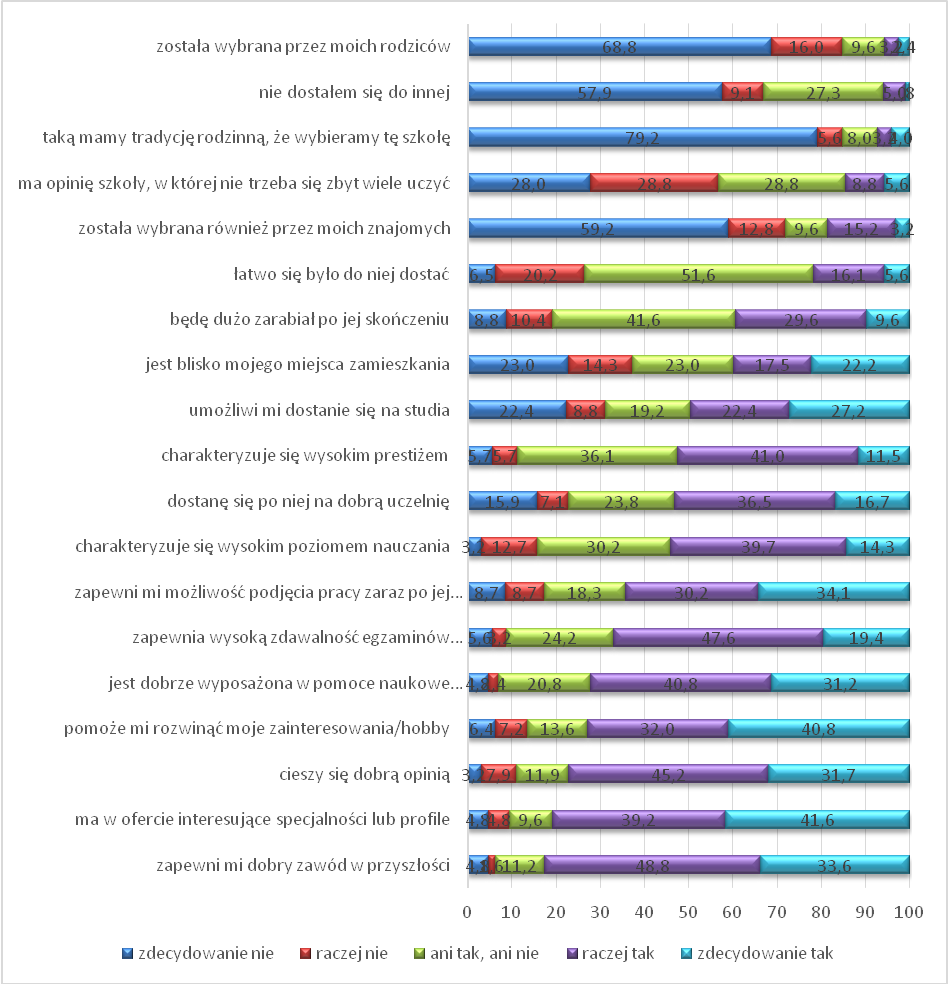 została wybrana przez moich rodziców 68,8 16,0 9,6 2,4
nie dostałem się do innej 57,9 9,1 27,3 5,0
taką mamy tradycję rodzinną, że wybieramy tę szkołę 79,2 5,6 8,0 4,0
ma opinię szkoły, w której nie trzeba się zbyt wiele uczyć 28,0 28,8 28,8 8,8 5,6
została wybrana również przez moich znajomych 59,2 12,8 9,6 15,2 3,2
łatwo się było do niej dostać 6,5 20,2 51,6 16,1 5,6
będę dużo zarabiał po jej skończeniu 8,8 10,4 41,6 29,6 9,6
jest blisko mojego miejsca zamieszkania 23,0 14,3 23,0 17,5 22,2
umożliwi mi dostanie się na studia 22,4 8,8 19,2 22,4 27,2
charakteryzuje się wysokim prestiżem 5,7 5,7 36,1 41,0 11,5
dostanę się po niej na dobrą uczelnię 15,9 7,1 23,8 36,5 16,7
charakteryzuje się wysokim poziomem nauczania 12,7 30,2 39,7 14,3
zapewni mi możliwość podjęcia pracy zaraz po jej... 8,7 8,7 18,3 30,2 34,1
zapewnia wysoką zdawalność egzaminów... 5,6 3,2 24,2 47,6 19,4
jest dobrze wyposażona w pomoce naukowe... 4,8 20,8 40,8 31,2
pomoże mi rozwinąć moje zainteresowania/hobby 6,4 7,2 13,6 32,0 40,8
cieszy się dobrą opinią 7,9 11,9 45,2 31,7
ma w ofercie interesujące specjalności lub profile 4,8 4,8 9,6 39,2 41,6
zapewni mi dobry zawód w przyszłości 11,2 48,8 33,6
0 10 20 30 40 50 60 70 80 90 100
zdecydowanie nie raczej nie ani tak, ani nie raczej tak zdecydowanie tak